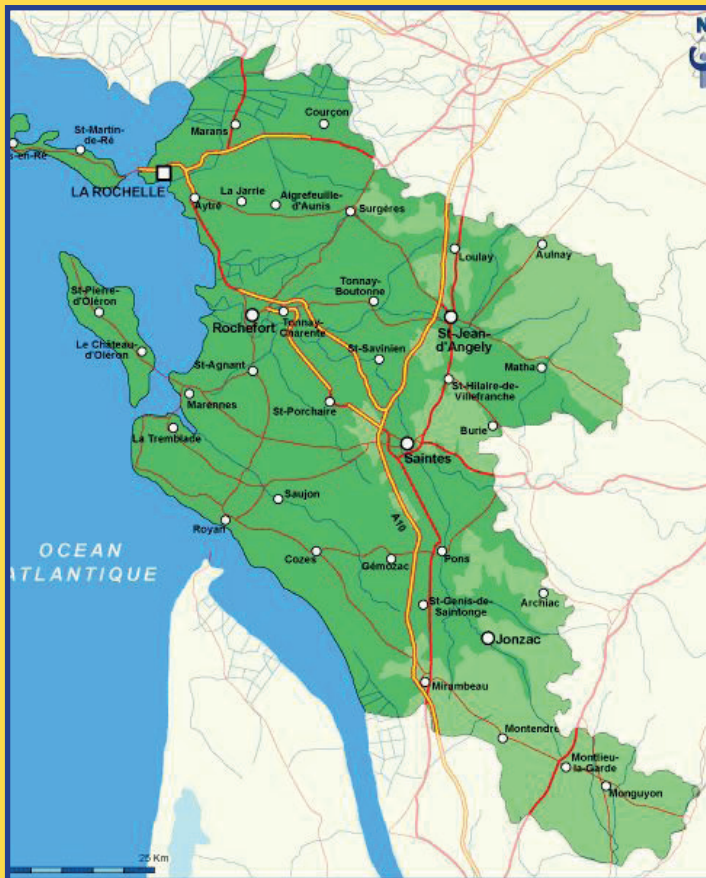 N
Courçon
Marans
St-Martin-
de-Ré
s-en-Ré
LA ROCHELLE
La Jarrie
Aigrefeuille-
d'Aunis
Aytré
Surgères
Loulay
Aulnay
St-Pierre-
d'Oléron
Tonnay-
Boutonne
Rochefort
Tonnay-
Charente
St-Jean-
d'Angely
Le Château-
d'Oléron
St-Savinien
St-Agnant
Matha
St-Hilaire-de-
Villefranche
Marennes
St-Porchaire
La Tremblade
Burie
Saintes
Saujon
A10
Royan
OCEAN
ATLANTIQUE
Cozes
Gémozac
Pons
Archiac
St-Genis-de-
Saintonge
Jonzac
Mirambeau
Montendre
Montlieu-
la-Garde
Monguyon
25 Km